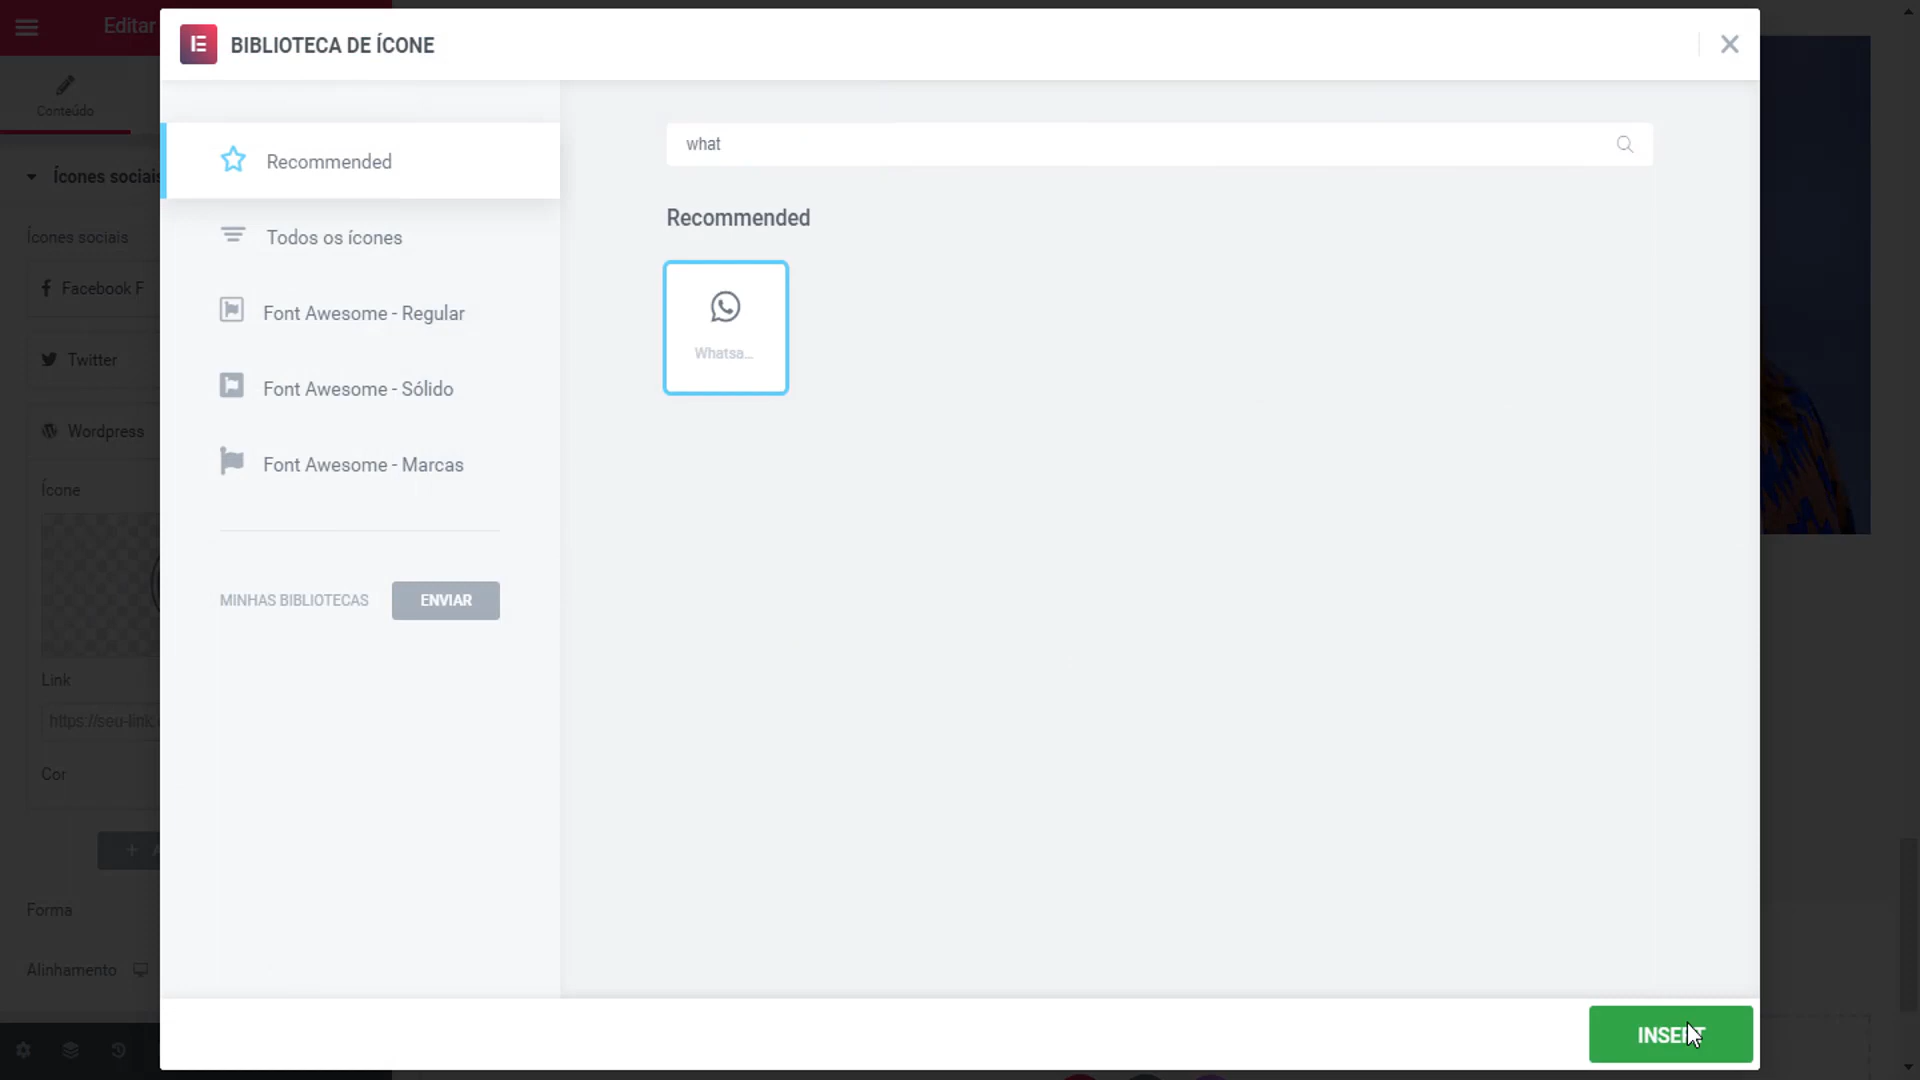 Editar
BIBLIOTECA DE ÍCONE
Conteúdo
what
Recommended
Ícones sociais
Recommended
Ícones sociais
Todos os ícones
Facebook F
Font Awesome - Regular
Whatsa...
Twitter
Font Awesome - Sólido
Wordpress
Font Awesome - Marcas
Ícone
MINHAS BIBLIOTECAS
ENVIAR
Link
https://seu-link.
Cor
Forma
Alinhamento
INSERT